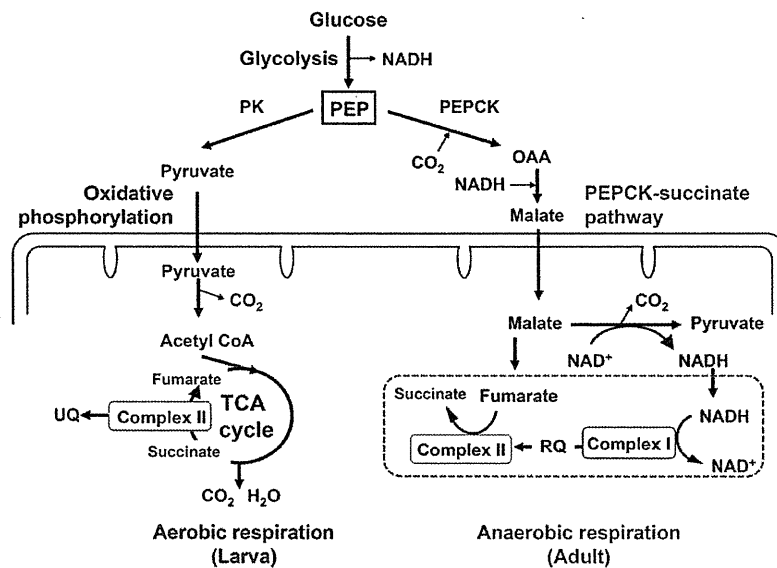 Glucose
Glycolysis
NADH
PK
PEP
PEPCK
CO2
OAA
Pyruvate
NADH
Oxidative
phosphorylation
PEPCK-succinate
pathway
Malate
Pyruvate
CO2
CO2
Malate
Pyruvate
Acetyl CoA
NAD+
NADH
Fumarate
Succinate
Fumarate
UQ
Complex II
TCA
cycle
NADH
Succinate
Complex II
RQ
Complex I
NAD+
CO2 H2O
Aerobic respiration
(Larva)
Anaerobic respiration
(Adult)